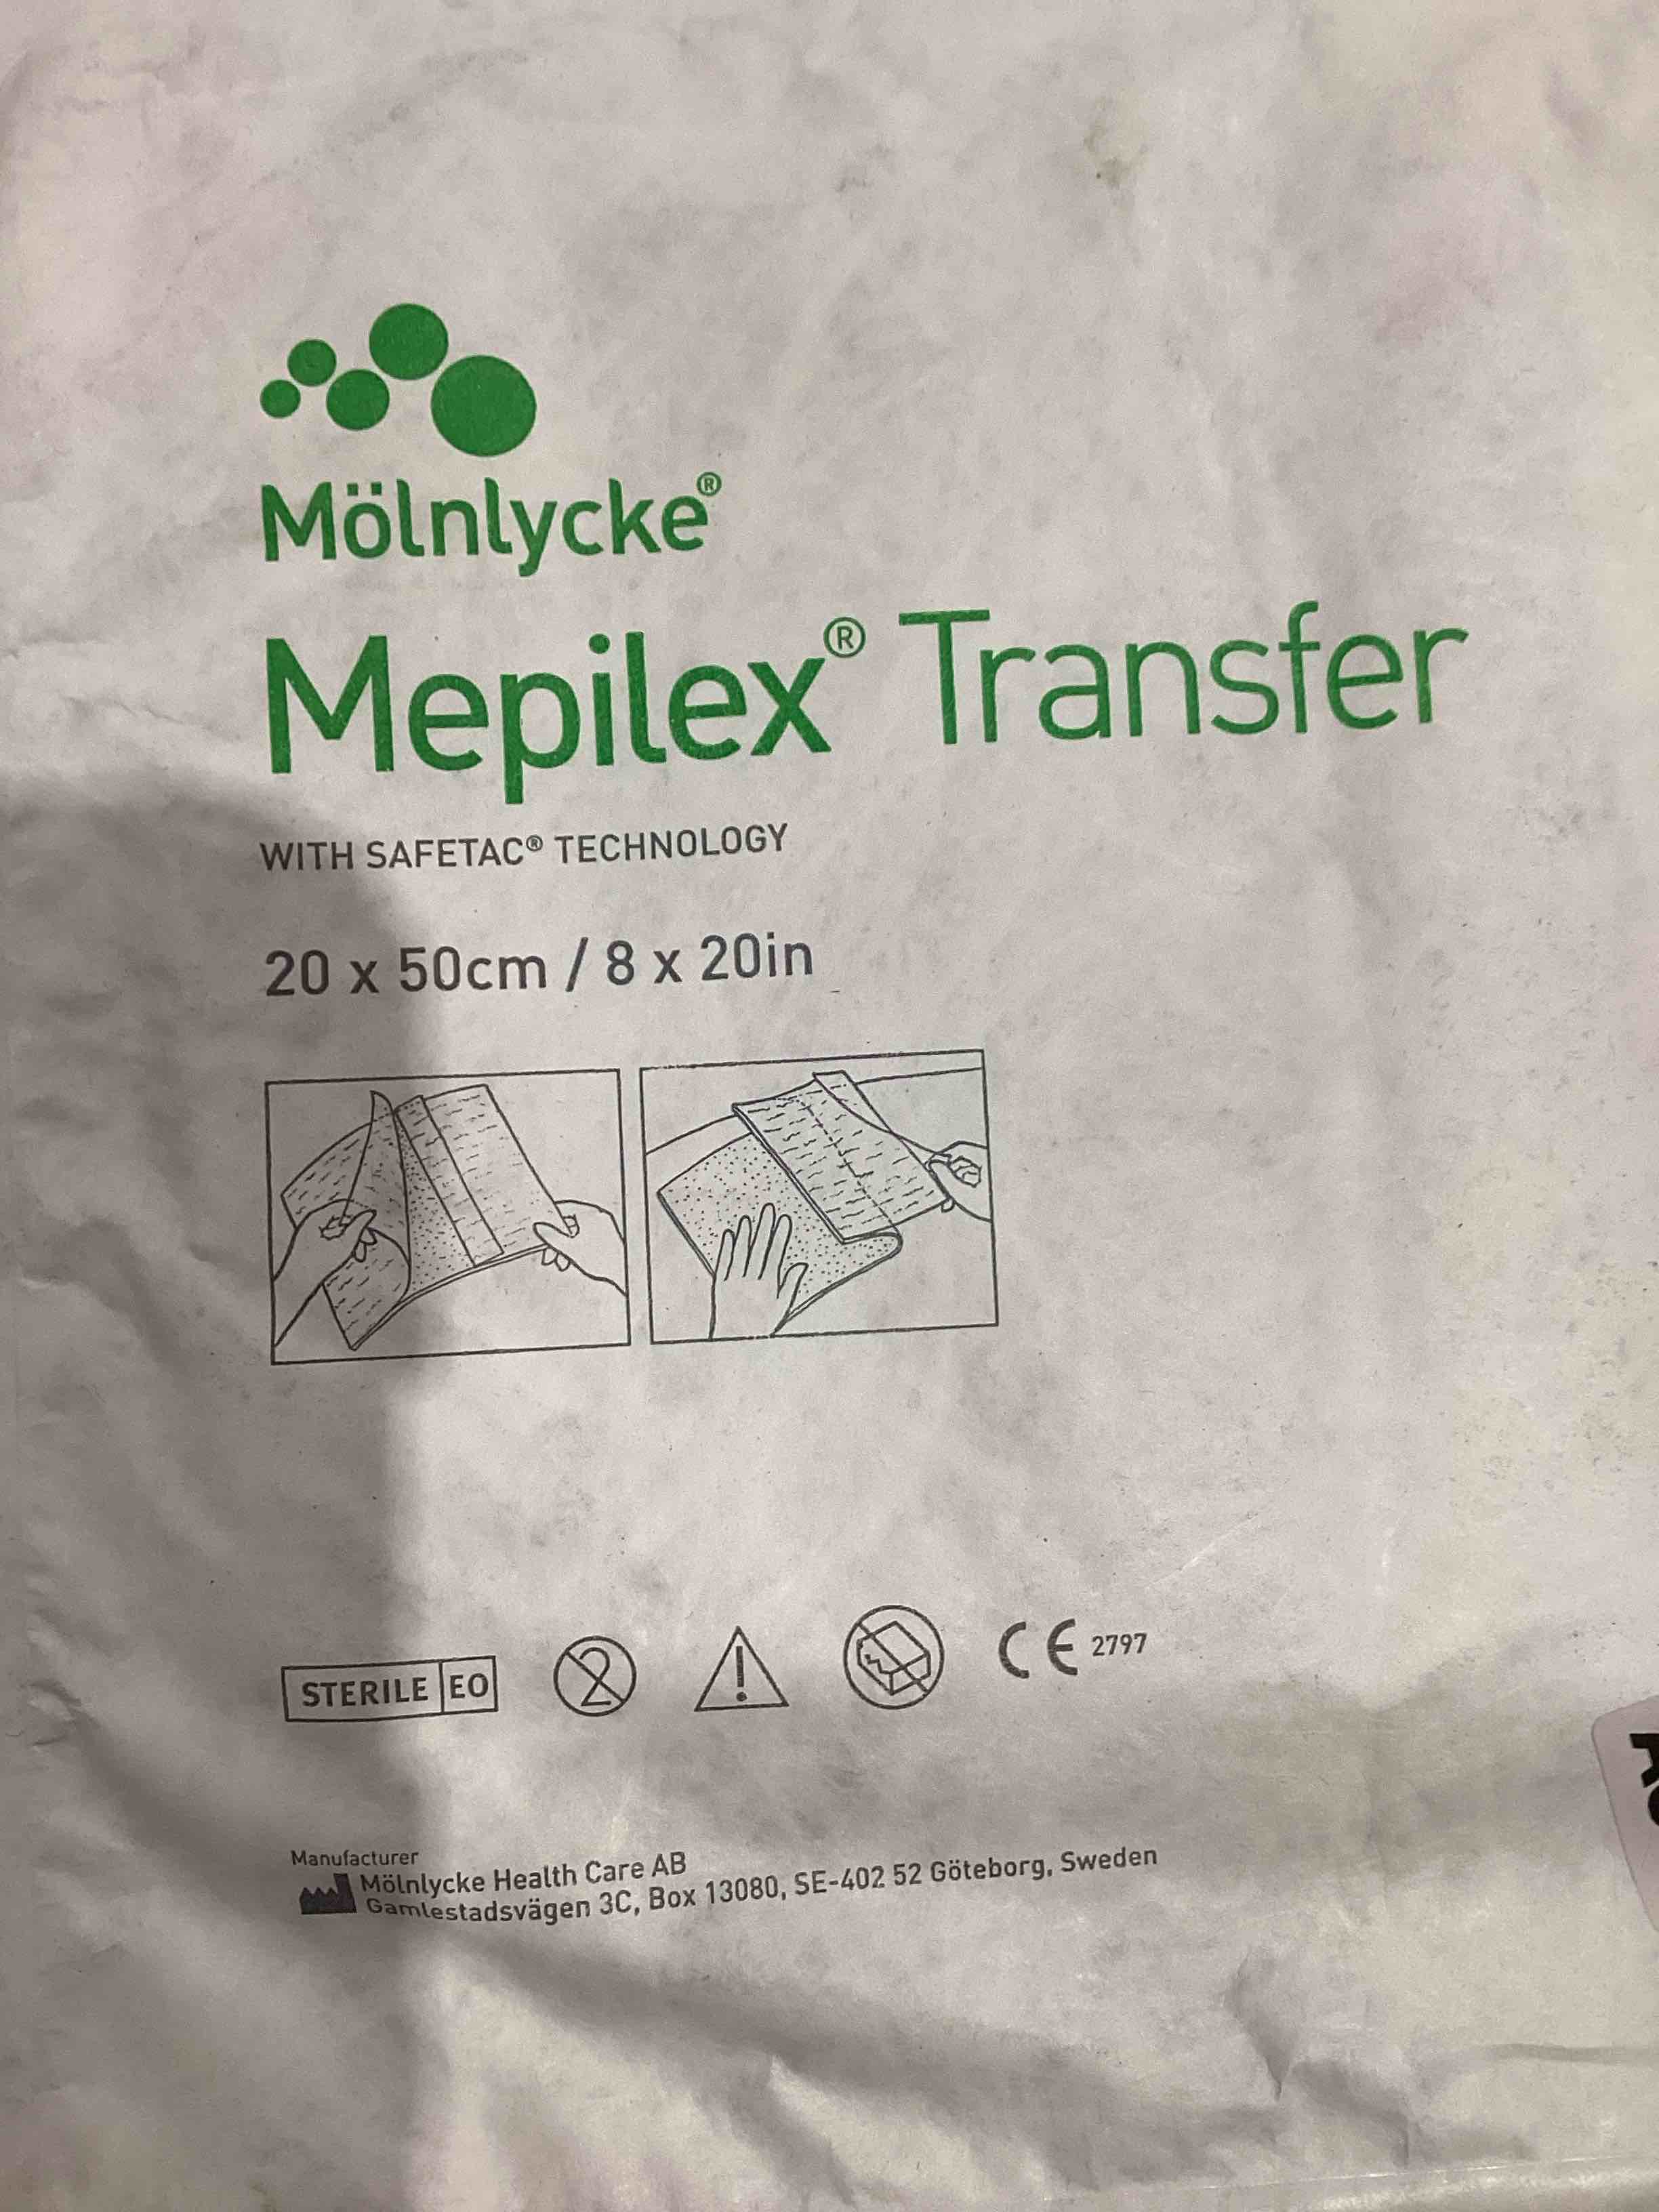 Mölnlycke®
Mepilex® Transfer
WITH SAFETAC® TECHNOLOGY
20 x 50cm / 8 x 20in
STERILE EO
2
!
CE 2797
Manufacturer
Mölnlycke Health Care AB
Gamlestadsvägen 3C, Box 13080, SE-402 52 Göteborg, Sweden